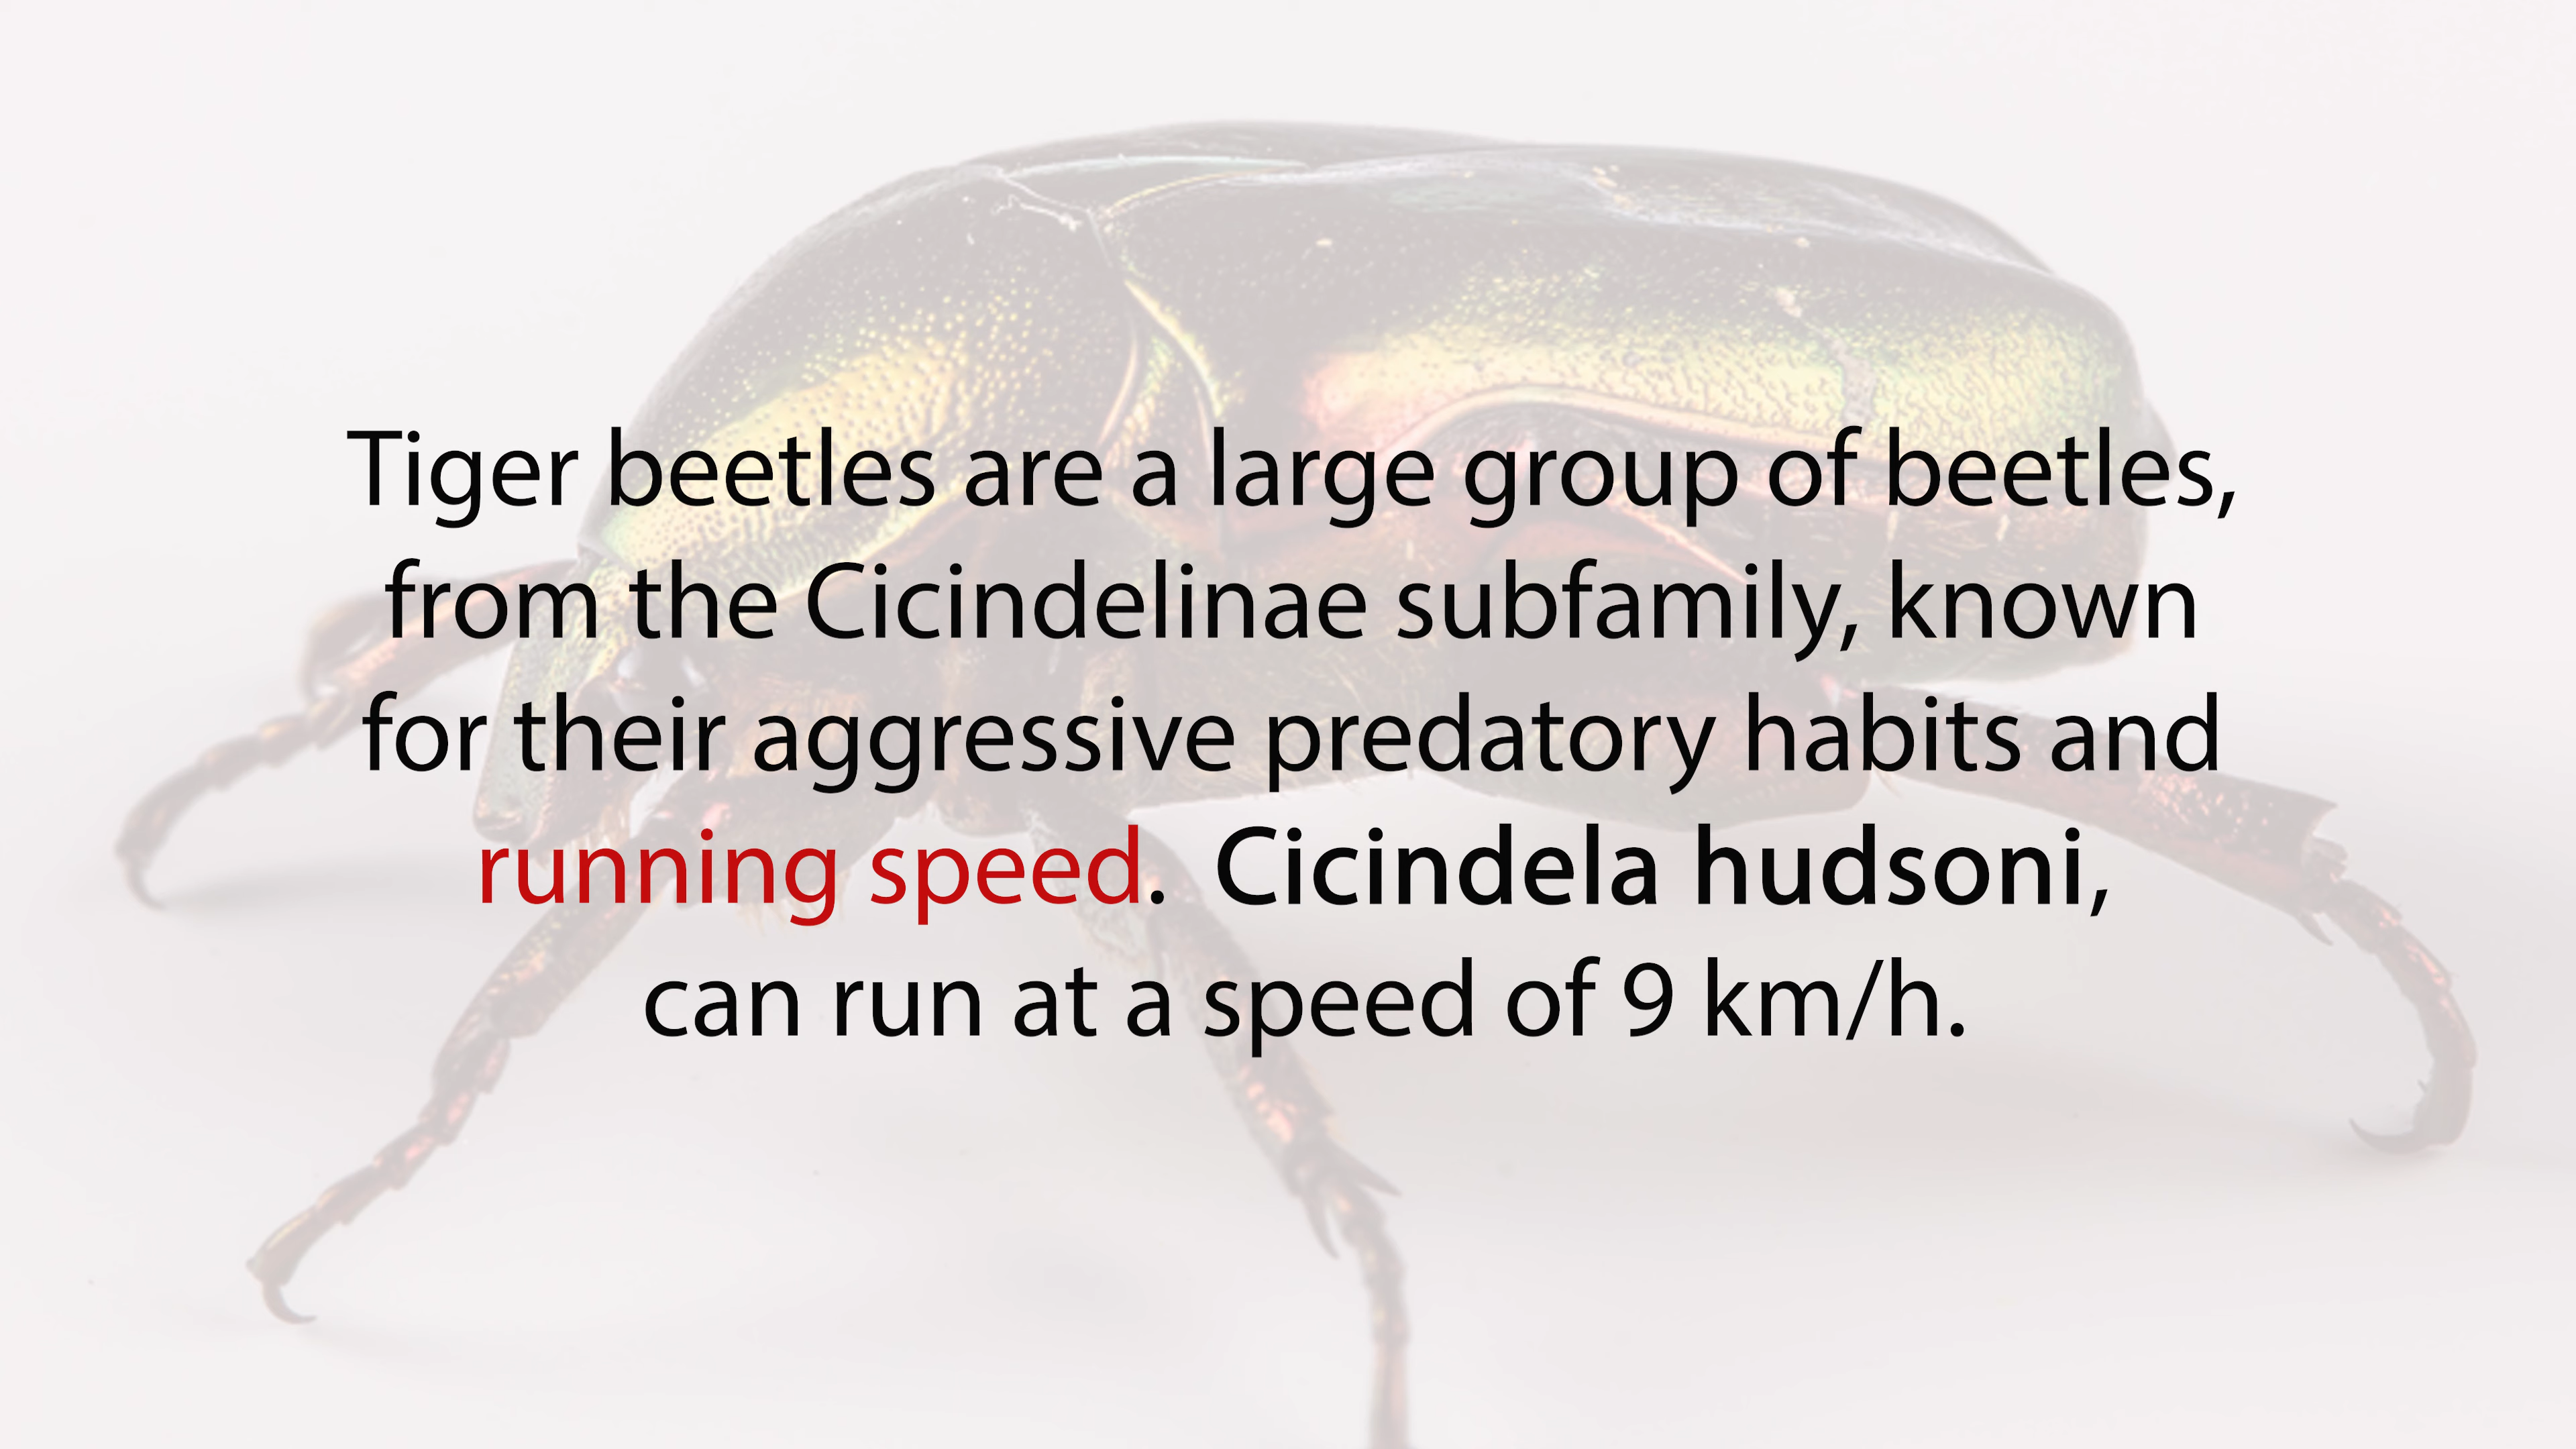 Tiger beetles are a large group of beetles,
from the Cicindelinae subfamily, known
for their aggressive predatory habits and
running speed.  Cicindela hudsoni,
can run at a speed of 9 km/h.